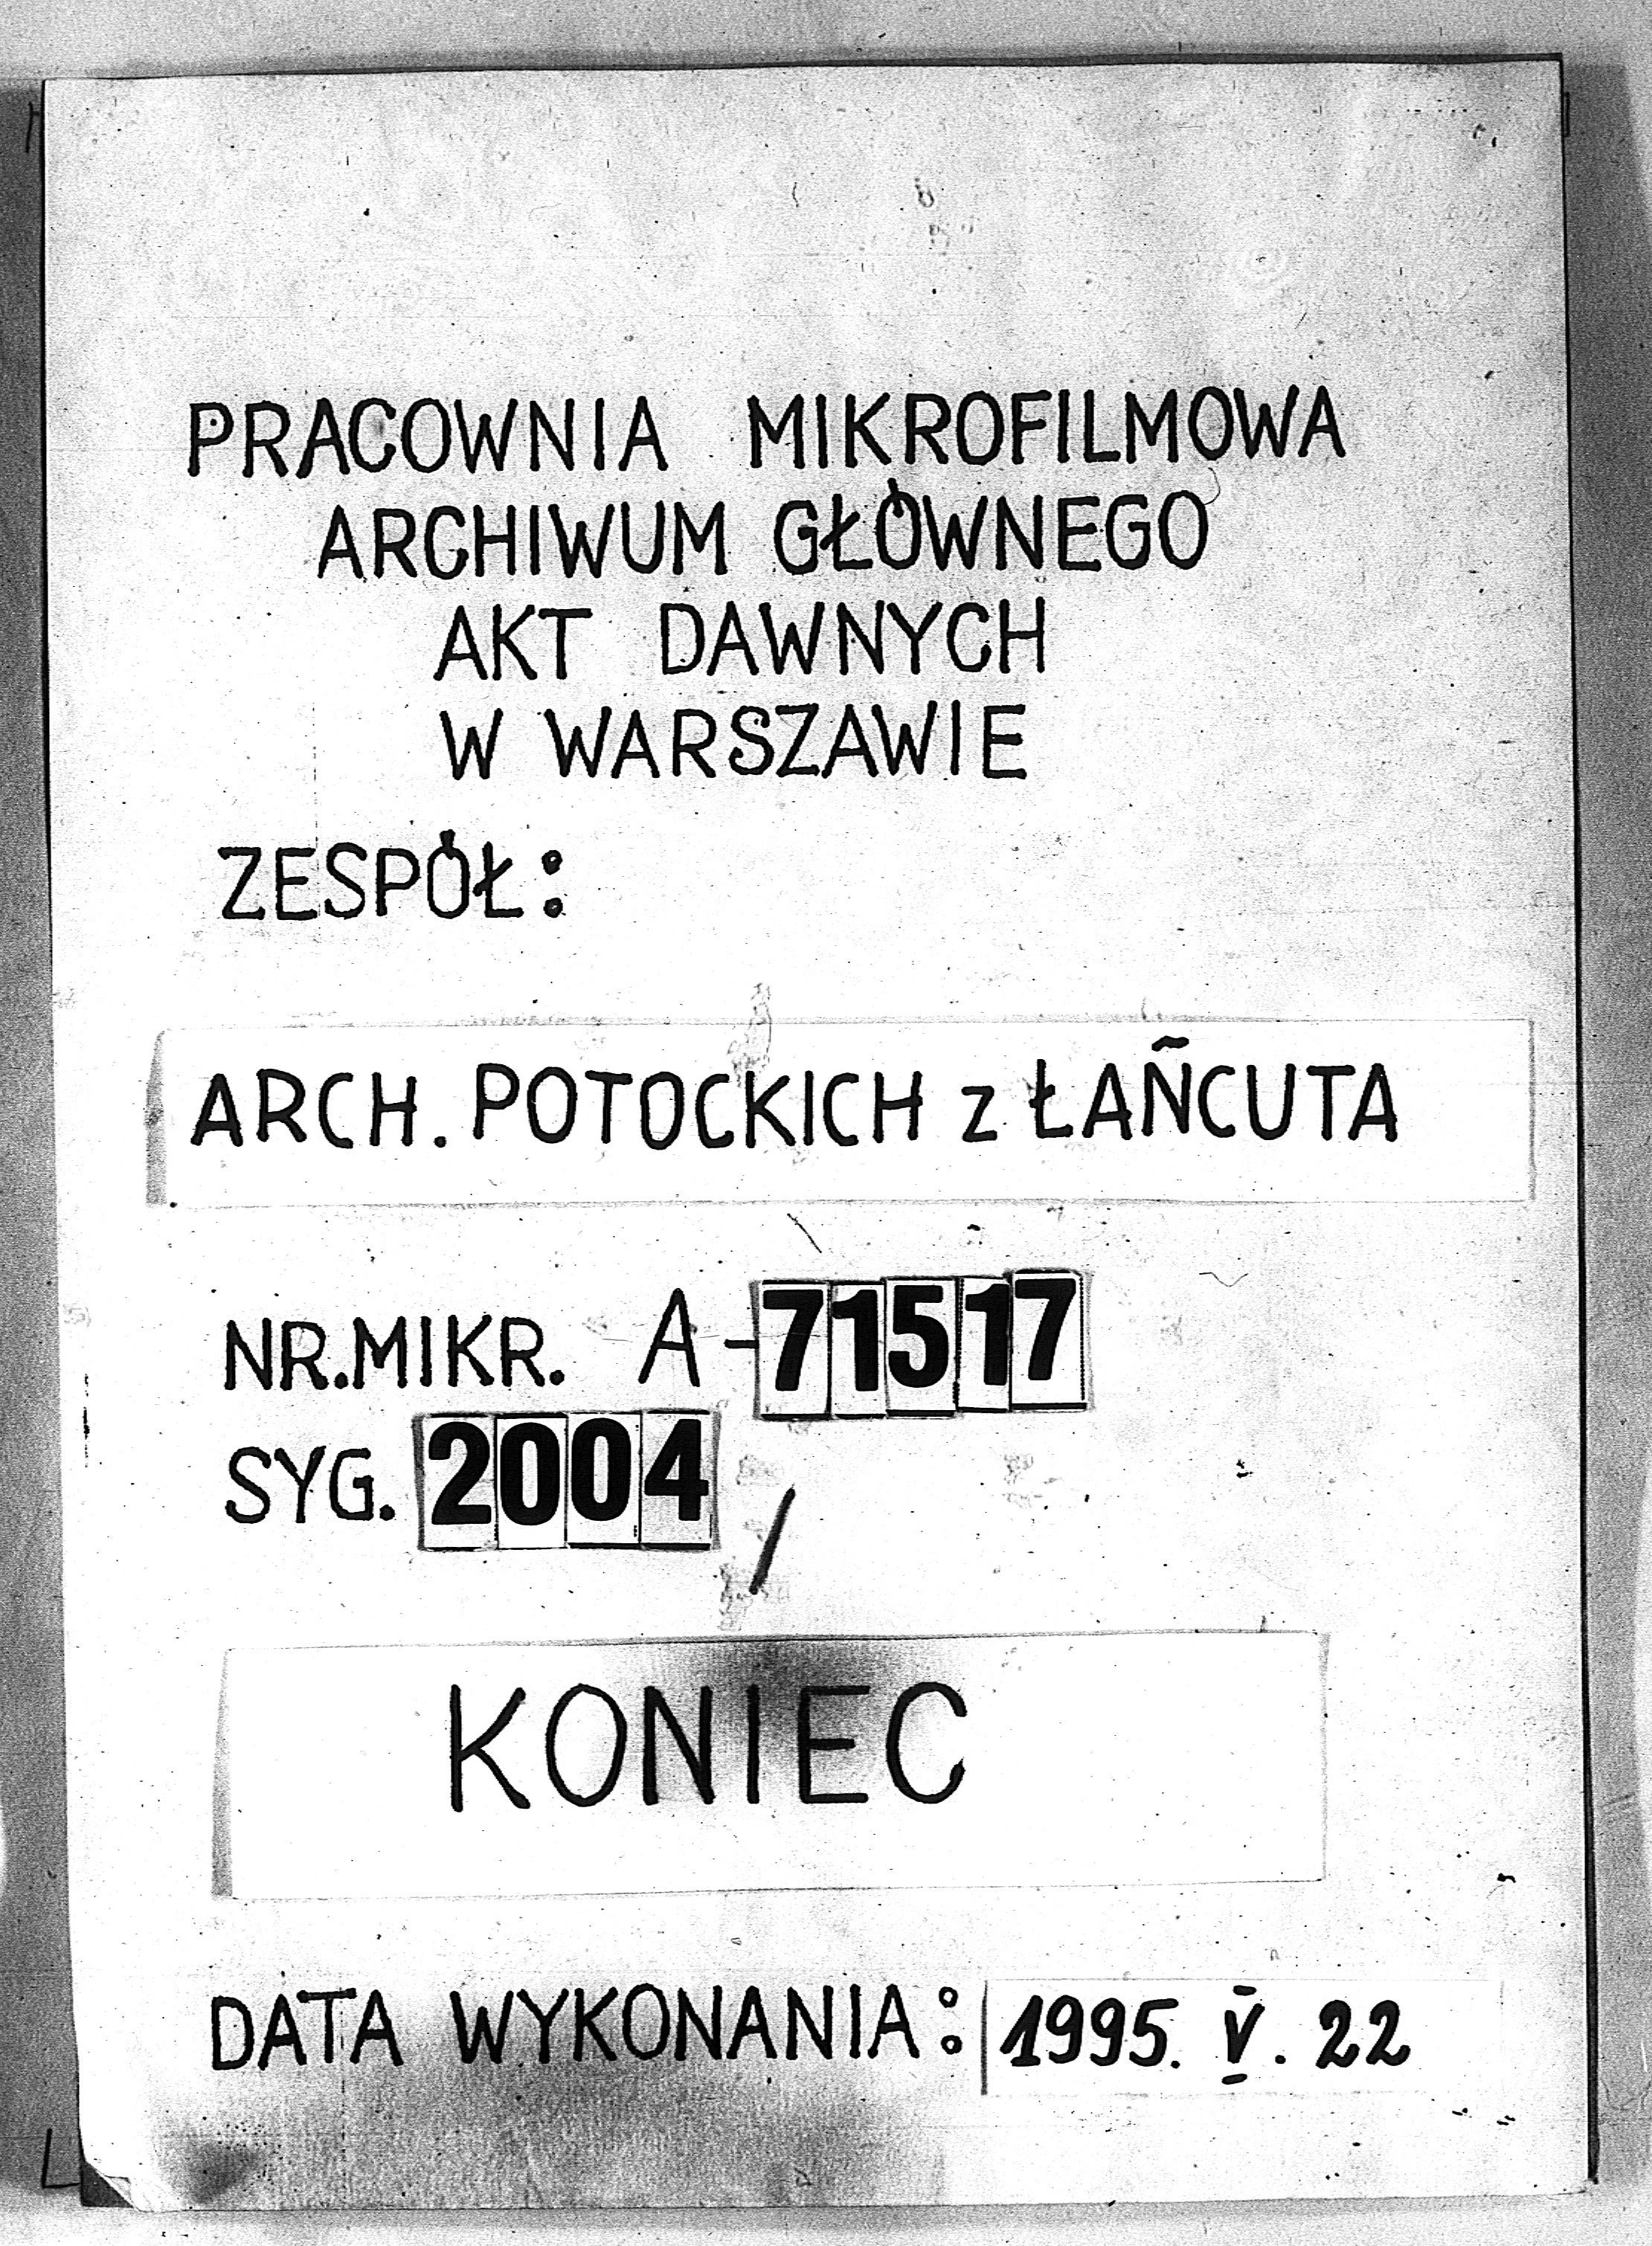 PRACOWNIA MIKROFILMOWA
ARCHIWUM GŁÓWNEGO
AKT DAWNYCH
W WARSZAWIE
ZESPÓŁ:
ARCH. POTOCKICH z ŁAŃCUTA
NR.MIKR. A-71517
SYG. 2004/
KONIEC
DATA WYKONANIA: 1995. V. 22